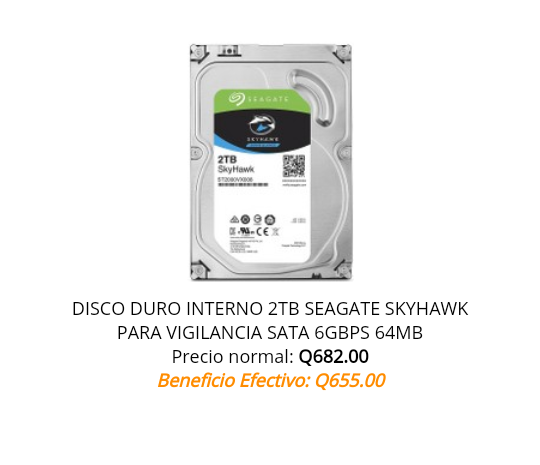 SEAGATE
SKYHAWK
2TB
SkyHawk
DISCO DURO INTERNO 2TB SEAGATE SKYHAWK
PARA VIGILANCIA SATA 6GBPS 64MB
Precio normal: Q682.00
Beneficio Efectivo: Q655.00